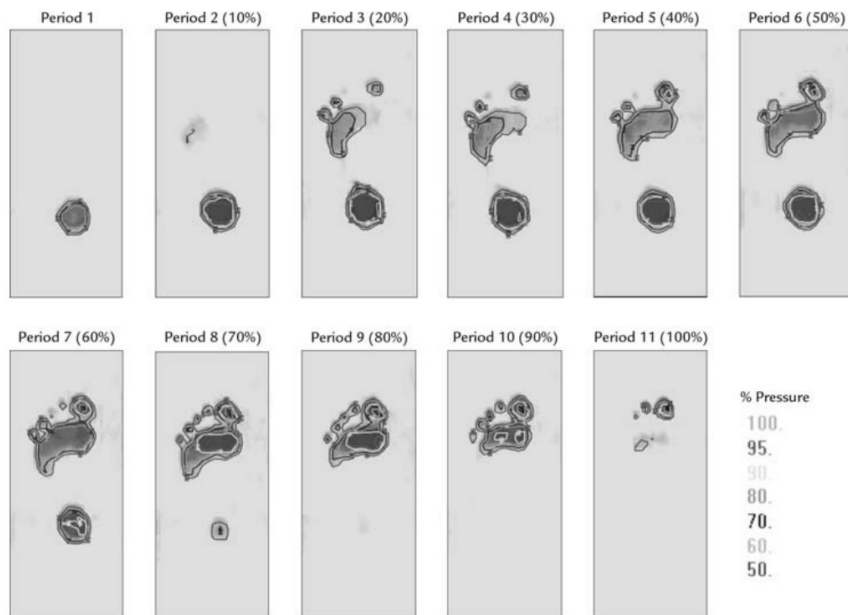 Period 1
Period 2 (10%)
Period 3 (20%)
Period 4 (30%)
Period 5 (40%)
Period 6 (50%)
Period 7 (60%)
Period 8 (70%)
Period 9 (80%)
Period 10 (90%)
Period 11 (100%)
% Pressure
100.
95.
90.
80.
70.
60.
50.